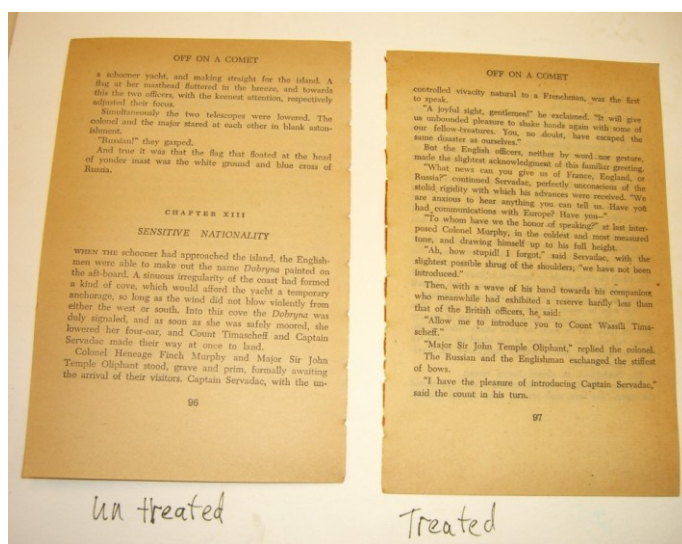 OFF ON A COMET
a schooner yacht, and making straight for the island. A
flag at her masthead fluttered in the breeze, and towards
this the two officers, with the keenest attention, respectively
adjusted their focus.
Simultaneously the two telescopes were lowered. The
colonel and the major stared at each other in blank aston-
ishment.
"Russian!" they gasped.
And true it was that the flag that floated at the head
of yonder mast was the white ground and blue cross of
Russia.
CHAPTER XIII
SENSITIVE NATIONALITY
WHEN THE schooner had approached the island, the English-
men were able to make out the name Dobryna painted on
the aft-board. A sinuous irregularity of the coast had formed
a kind of cove, which would afford the yacht a temporary
anchorage, so long as the wind did not blow violently from
either the west or south. Into this cove the Dobryna was
duly signaled, and as soon as she was safely moored, she
lowered her four-oar, and Count Timascheff and Captain
Servadac made their way at once to land.
Colonel Heneage Finch Murphy and Major Sir John
Temple Oliphant stood, grave and prim, formally awaiting
the arrival of their visitors. Captain Servadac, with the un-
96
un treated
OFF ON A COMET
controlled vivacity natural to a Frenchman, was the first
to speak.
"A joyful sight, gentlemen!" he exclaimed. "It will give
us unbounded pleasure to shake hands again with some of
our fellow-creatures. You, no doubt, have escaped the
same disaster as ourselves."
But the English officers, neither by word nor gesture,
made the slightest acknowledgment of this familiar greeting.
"What news can you give us of France, England, or
Russia?" continued Servadac, perfectly unconscious of the
stolid rigidity with which his advances were received. "We
are anxious to hear anything you can tell us. Have you
had communications with Europe? Have you—"
"To whom have we the honor of speaking?" at last inter-
posed Colonel Murphy, in the coldest and most measured
tone, and drawing himself up to his full height.
"Ah, how stupid! I forgot," said Servadac, with the
slightest possible shrug of the shoulders; "we have not been
introduced."
Then, with a wave of his hand towards his companion,
who meanwhile had exhibited a reserve hardly less than
that of the British officers, he said:
"Allow me to introduce you to Count Wassili Tima-
scheff."
"Major Sir John Temple Oliphant," replied the colonel.
The Russian and the Englishman exchanged the stiffest
of bows.
"I have the pleasure of introducing Captain Servadac,"
said the count in his turn.
97
Treated